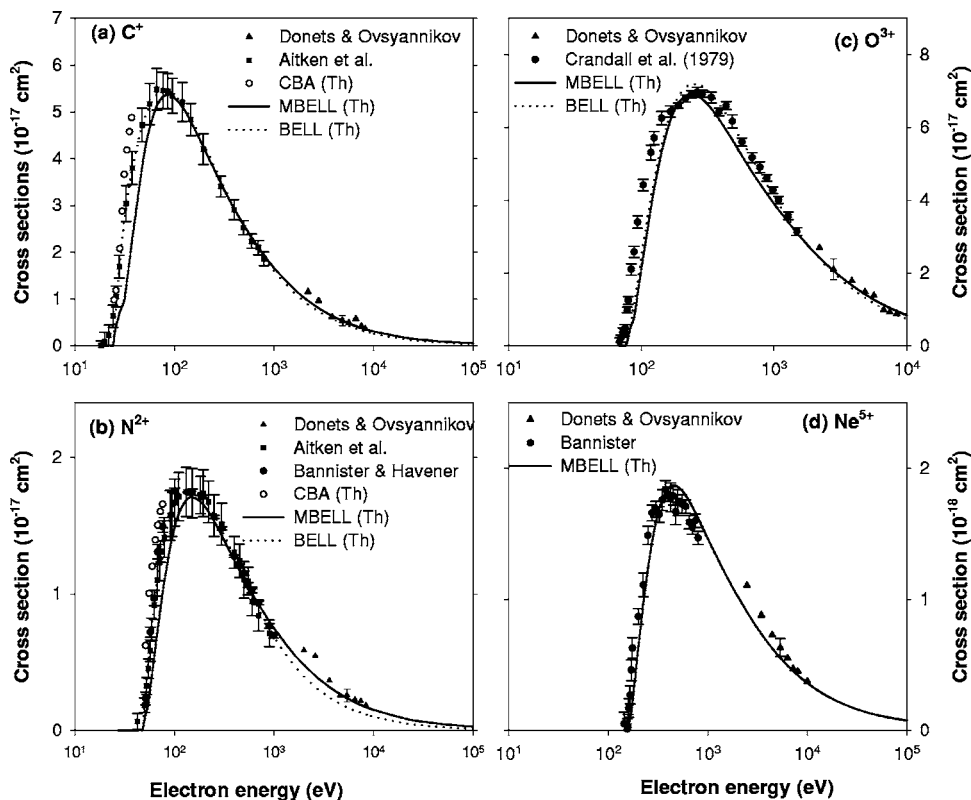 (a) C+
Donets & Ovsyannikov
Aitken et al.
CBA (Th)
MBELL (Th)
BELL (Th)
Cross sections (10-17 cm2)
7
6
5
4
3
2
1
0
10¹
10²
10³
10⁴
10⁵
(c) O3+
Donets & Ovsyannikov
Crandall et al. (1979)
MBELL (Th)
BELL (Th)
Cross section (10-17 cm2)
8
6
4
2
0
10¹
10²
10³
10⁴
(b) N2+
Donets & Ovsyannikov
Aitken et al.
Bannister & Havener
CBA (Th)
MBELL (Th)
BELL (Th)
Cross section (10-17 cm2)
2
1
0
10¹
10²
10³
10⁴
10⁵
Electron energy (eV)
(d) Ne5+
Donets & Ovsyannikov
Bannister
MBELL (Th)
Cross section (10-18 cm2)
2
1
0
10¹
10²
10³
10⁴
10⁵
Electron energy (eV)